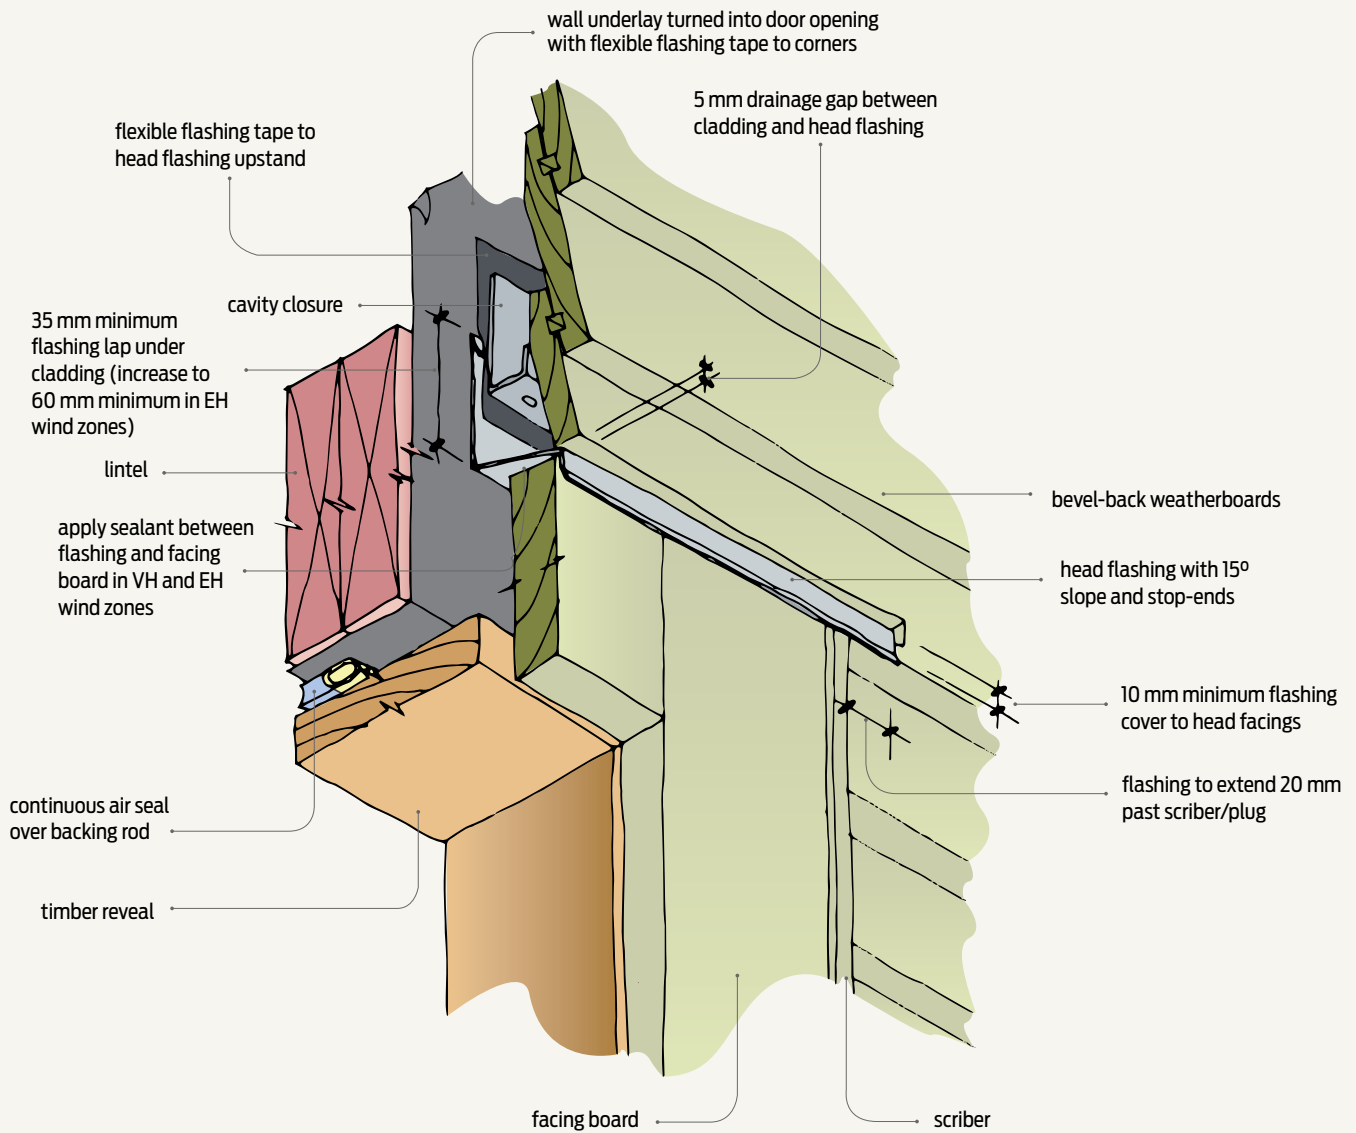 wall underlay turned into door opening
with flexible flashing tape to corners
5 mm drainage gap between
cladding and head flashing
flexible flashing tape to
head flashing upstand
cavity closure
35 mm minimum
flashing lap under
cladding (increase to
60 mm minimum in EH
wind zones)
lintel
apply sealant between
flashing and facing
board in VH and EH
wind zones
bevel-back weatherboards
head flashing with 15º
slope and stop-ends
10 mm minimum flashing
cover to head facings
flashing to extend 20 mm
past scriber/plug
continuous air seal
over backing rod
timber reveal
facing board
scriber